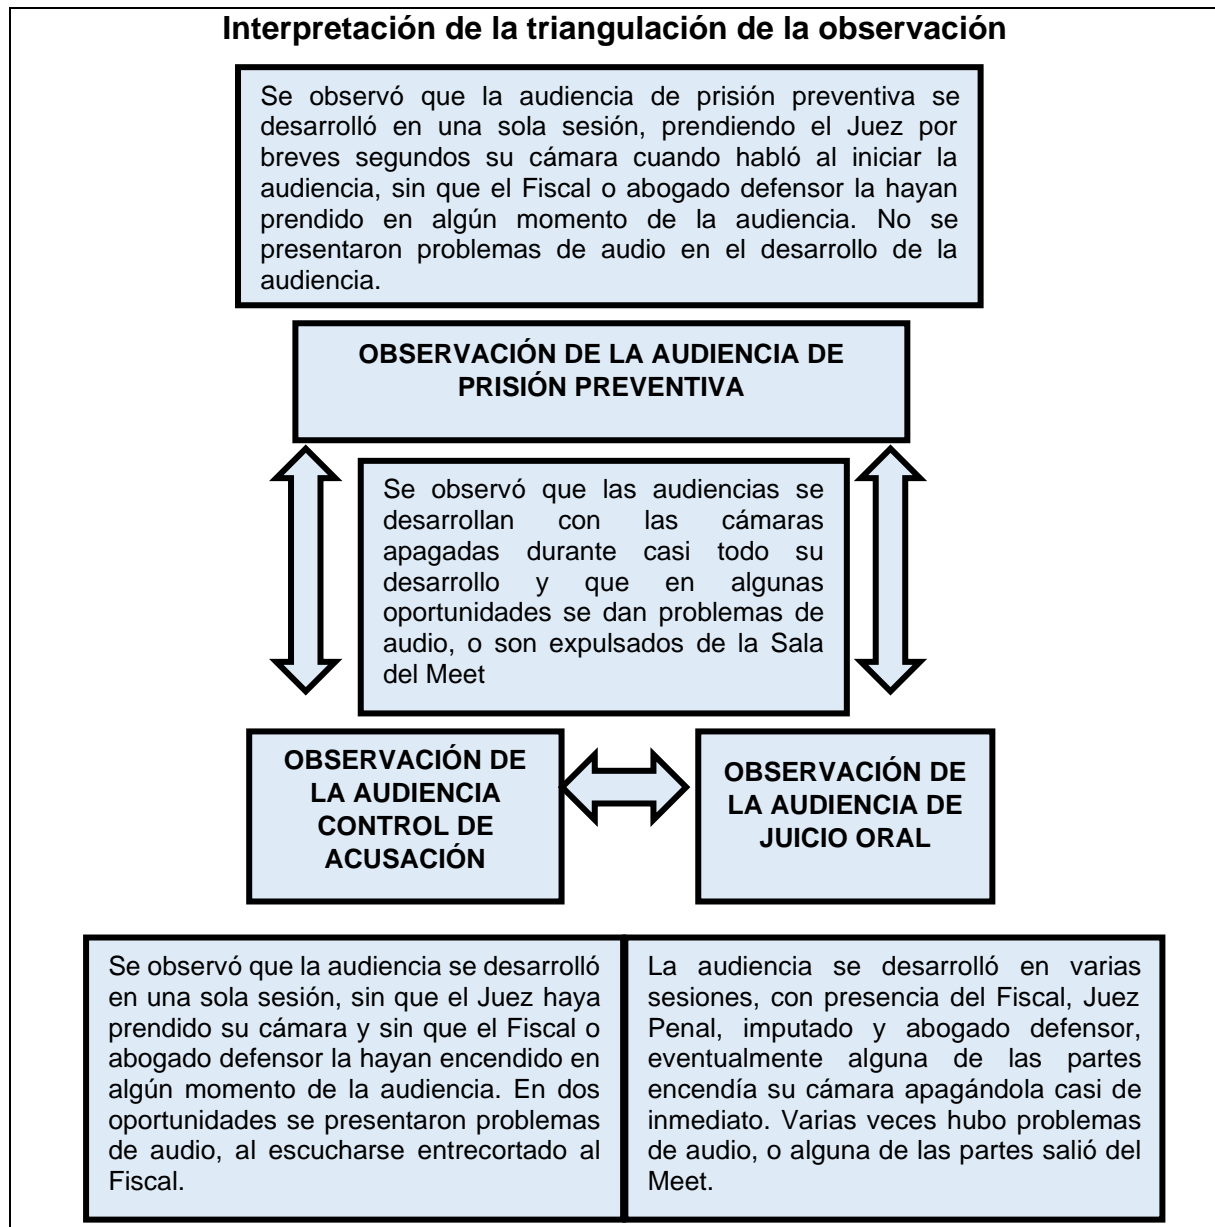 Interpretación de la triangulación de la observación
Se observó que la audiencia de prisión preventiva se
desarrolló en una sola sesión, prendiendo el Juez por
breves segundos su cámara cuando habló al iniciar la
audiencia, sin que el Fiscal o abogado defensor la hayan
prendido en algún momento de la audiencia. No se
presentaron problemas de audio en el desarrollo de la
audiencia.
OBSERVACIÓN DE LA AUDIENCIA DE
PRISIÓN PREVENTIVA
Se observó que las audiencias se
desarrollan con las cámaras
apagadas durante casi todo su
desarrollo y que en algunas
oportunidades se dan problemas de
audio, o son expulsados de la Sala
del Meet
OBSERVACIÓN DE
LA AUDIENCIA
CONTROL DE
ACUSACIÓN
OBSERVACIÓN DE
LA AUDIENCIA DE
JUICIO ORAL
Se observó que la audiencia se desarrolló
en una sola sesión, sin que el Juez haya
prendido su cámara y sin que el Fiscal o
abogado defensor la hayan encendido en
algún momento de la audiencia. En dos
oportunidades se presentaron problemas
de audio, al escucharse entrecortado al
Fiscal.
La audiencia se desarrolló en varias
sesiones, con presencia del Fiscal, Juez
Penal, imputado y abogado defensor,
eventualmente alguna de las partes
encendía su cámara apagándola casi de
inmediato. Varias veces hubo problemas
de audio, o alguna de las partes salió del
Meet.